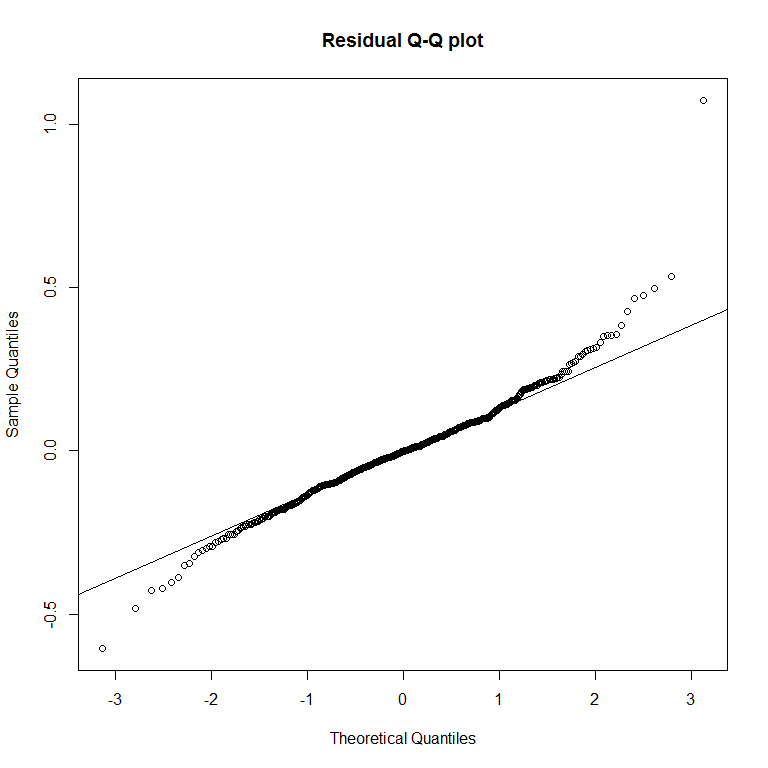 Residual Q-Q plot
1.0
0.5
0.0
-0.5
Sample Quantiles
-3 -2 -1 0 1 2 3
Theoretical Quantiles